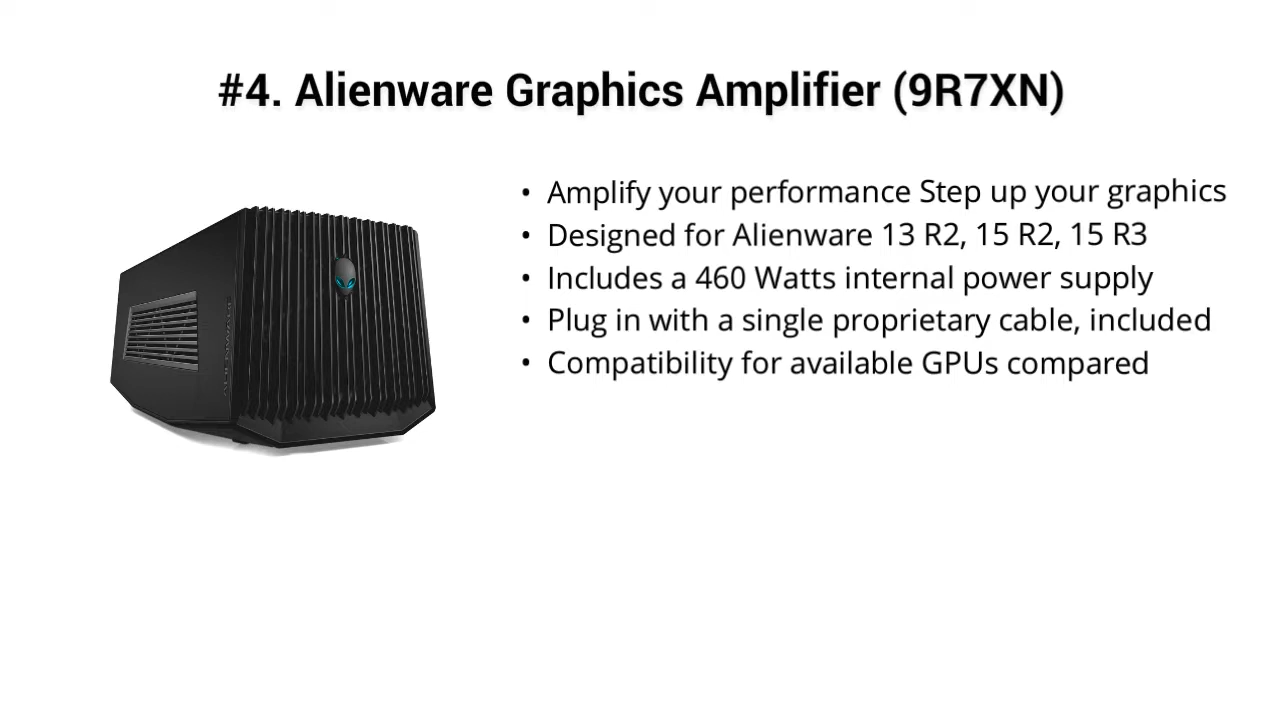 #4. Alienware Graphics Amplifier (9R7XN)
• Amplify your performance Step up your graphics
• Designed for Alienware 13 R2, 15 R2, 15 R3
• Includes a 460 Watts internal power supply
• Plug in with a single proprietary cable, included
• Compatibility for available GPUs compared
ALIENWARE